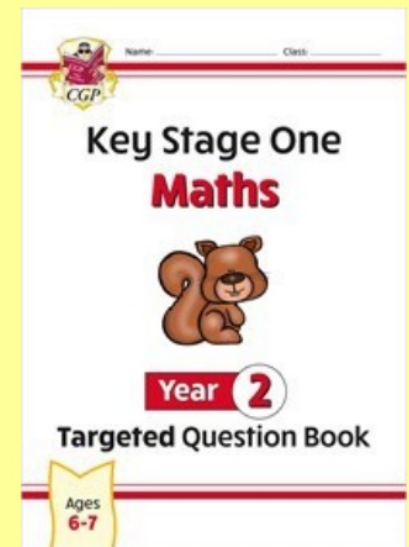 Name: Class:
CGP
Key Stage One
Maths
Year 2
Targeted Question Book
Ages
6-7